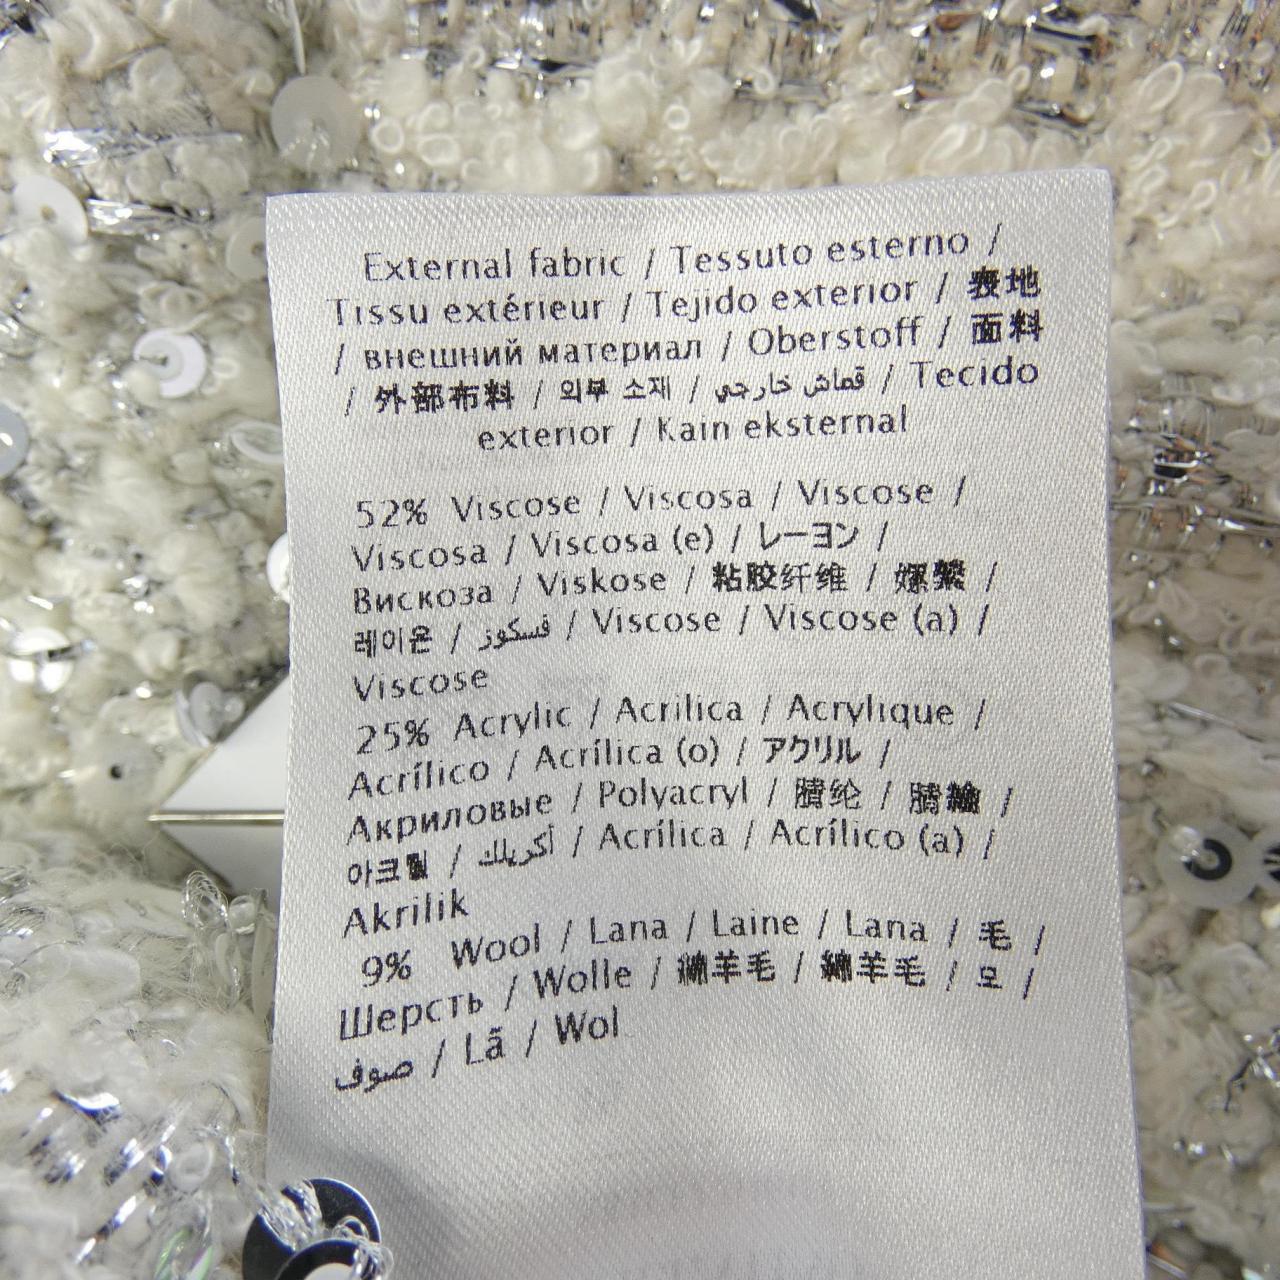 External fabric / Tessuto esterno /
Tissu extérieur / Tejido exterior / 表地
/ внешний материал / Oberstoff / 面料
/ 外部布料 / 외부 소재 / قماش خارجي / Tecido
exterior / Kain eksternal
52% Viscose / Viscosa / Viscose /
Viscosa / Viscosa (e) / レーヨン /
Вискоза / Viskose / 粘胶纤维 / 嫘縈 /
레이온 / فسكوز / Viscose / Viscose (a) /
Viscose
25% Acrylic / Acrilica / Acrylique /
Acrílico / Acrílica (o) / アクリル /
Акриловые / Polyacryl / 腈纶 / 腈綸 /
아크릴 / أكريلك / Acrílica / Acrílico (a) /
Akrilik
9% Wool / Lana / Laine / Lana / 毛 /
Шерсть / Wolle / 綿羊毛 / 綿羊毛 / 모 /
صوف / Lã / Wol